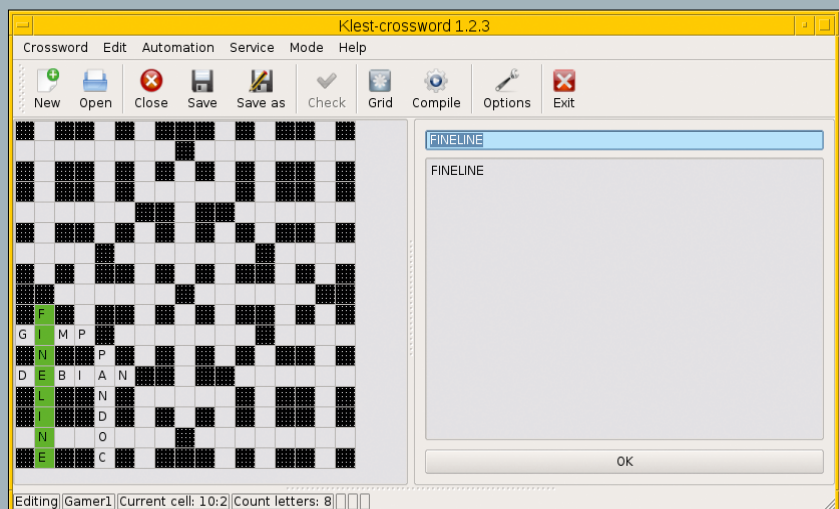 Klest-crossword 1.2.3
Crossword Edit Automation Service Mode Help
New Open Close Save Save as Check Grid Compile Options Exit
FINELINE
FINELINE
F
G I M P
N P
D E B I A N
L N
I D
N O
E C
OK
Editing Gamer1 Current cell: 10:2 Count letters: 8